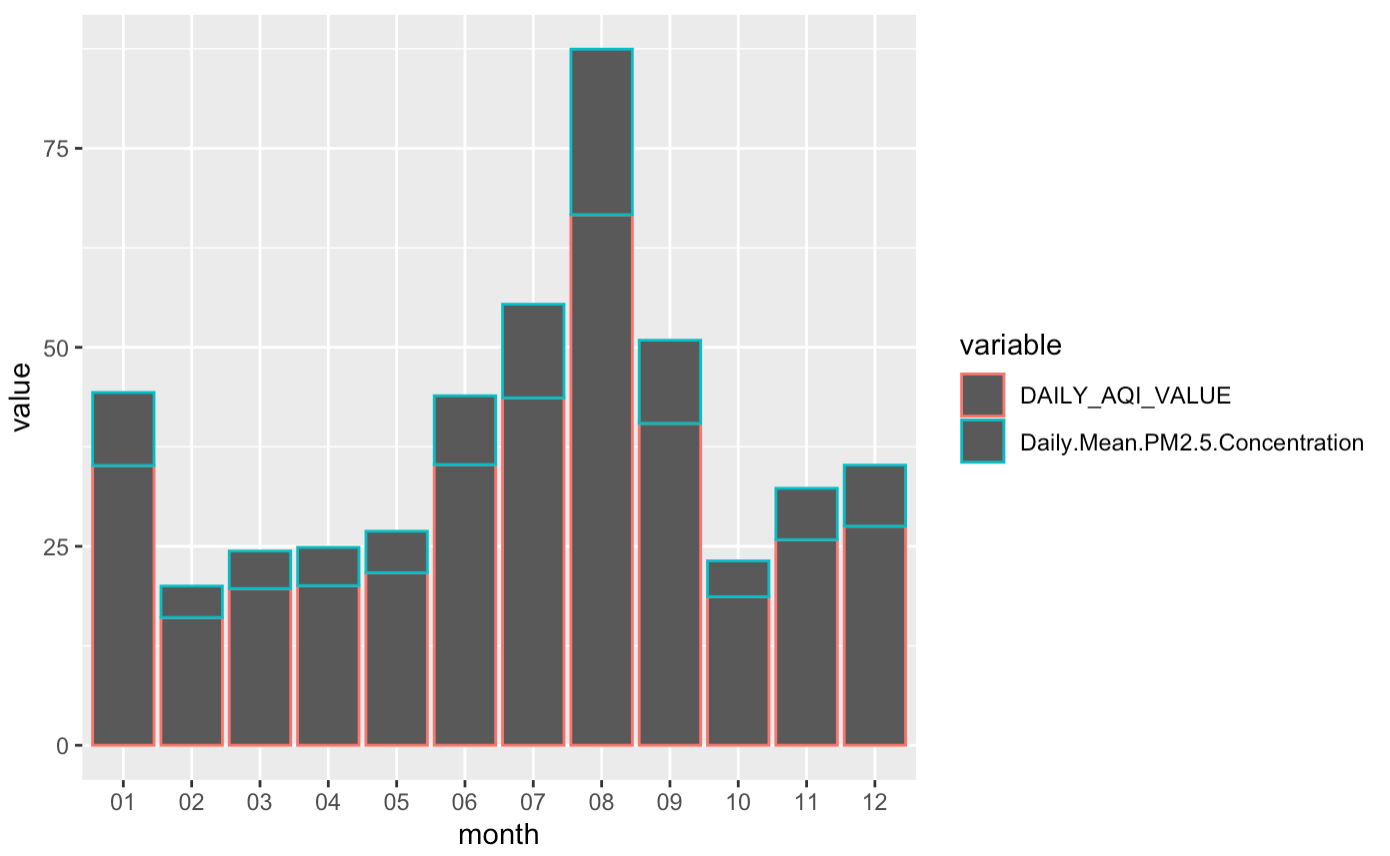 75
50
25
0
value
01 02 03 04 05 06 07 08 09 10 11 12
month
variable
DAILY_AQI_VALUE
Daily.Mean.PM2.5.Concentration